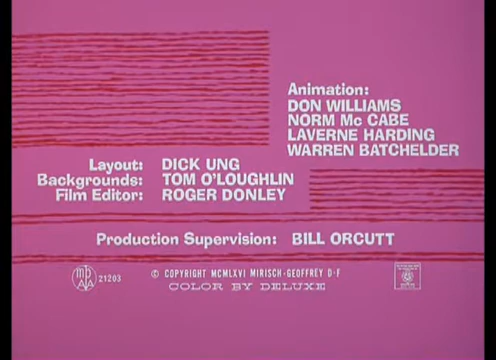 Animation:
DON WILLIAMS
NORM Mc CABE
LAVERNE HARDING
WARREN BATCHELDER
Layout: DICK UNG
Backgrounds: TOM O'LOUGHLIN
Film Editor: ROGER DONLEY
Production Supervision: BILL ORCUTT
21203
© COPYRIGHT MCMLXVI MIRISCH-GEOFFREY D-F
COLOR BY DELUXE